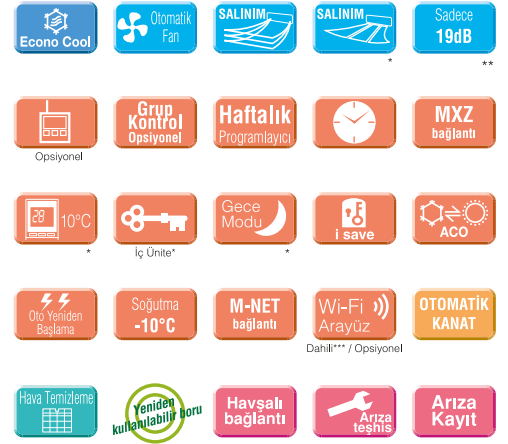 Econo Cool
Otomatik
Fan
SALINIM
SALINIM
*
Sadece
19dB
**
Opsiyonel
Grup
Kontrol
Opsiyonel
Haftalık
Programlayıcı
MXZ
bağlantı
28 10°C
*
İç Ünite*
Gece
Modu
*
i save
ACO
Oto Yeniden
Başlama
Soğutma
-10°C
M-NET
bağlantı
Wi-Fi
Arayüz
Dahili*** / Opsiyonel
OTOMATİK
KANAT
Hava Temizleme
Yeniden
kullanılabilir boru
Havşalı
bağlantı
Arıza
teşhis
Arıza
Kayıt